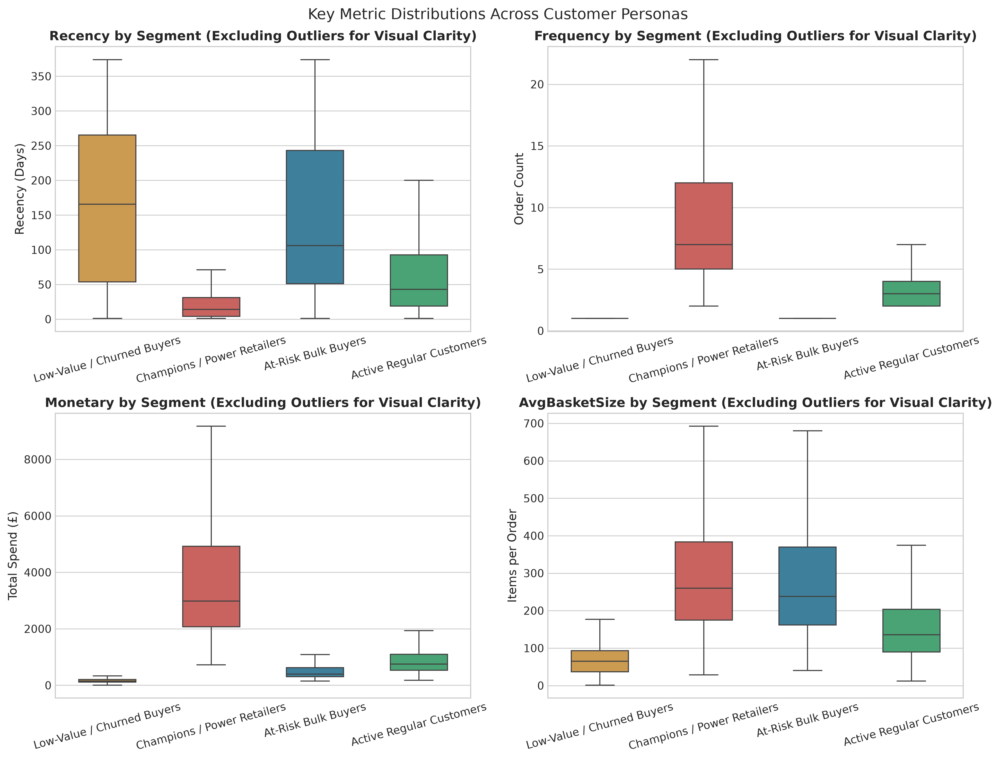 Key Metric Distributions Across Customer Personas
Recency by Segment (Excluding Outliers for Visual Clarity)
Recency (Days)
350
300
250
200
150
100
50
0
Low-Value / Churned Buyers
Champions / Power Retailers
At-Risk Bulk Buyers
Active Regular Customers
Frequency by Segment (Excluding Outliers for Visual Clarity)
Order Count
20
15
10
5
0
Low-Value / Churned Buyers
Champions / Power Retailers
At-Risk Bulk Buyers
Active Regular Customers
Monetary by Segment (Excluding Outliers for Visual Clarity)
Total Spend (£)
8000
6000
4000
2000
0
Low-Value / Churned Buyers
Champions / Power Retailers
At-Risk Bulk Buyers
Active Regular Customers
AvgBasketSize by Segment (Excluding Outliers for Visual Clarity)
Items per Order
700
600
500
400
300
200
100
0
Low-Value / Churned Buyers
Champions / Power Retailers
At-Risk Bulk Buyers
Active Regular Customers